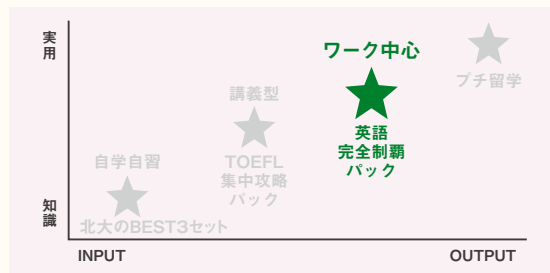 実用
ワーク中心
プチ留学
講義型
英語
完全制覇
パック
自学自習
TOEFL
集中攻略
パック
知識
北大のBEST3セット
INPUT
OUTPUT